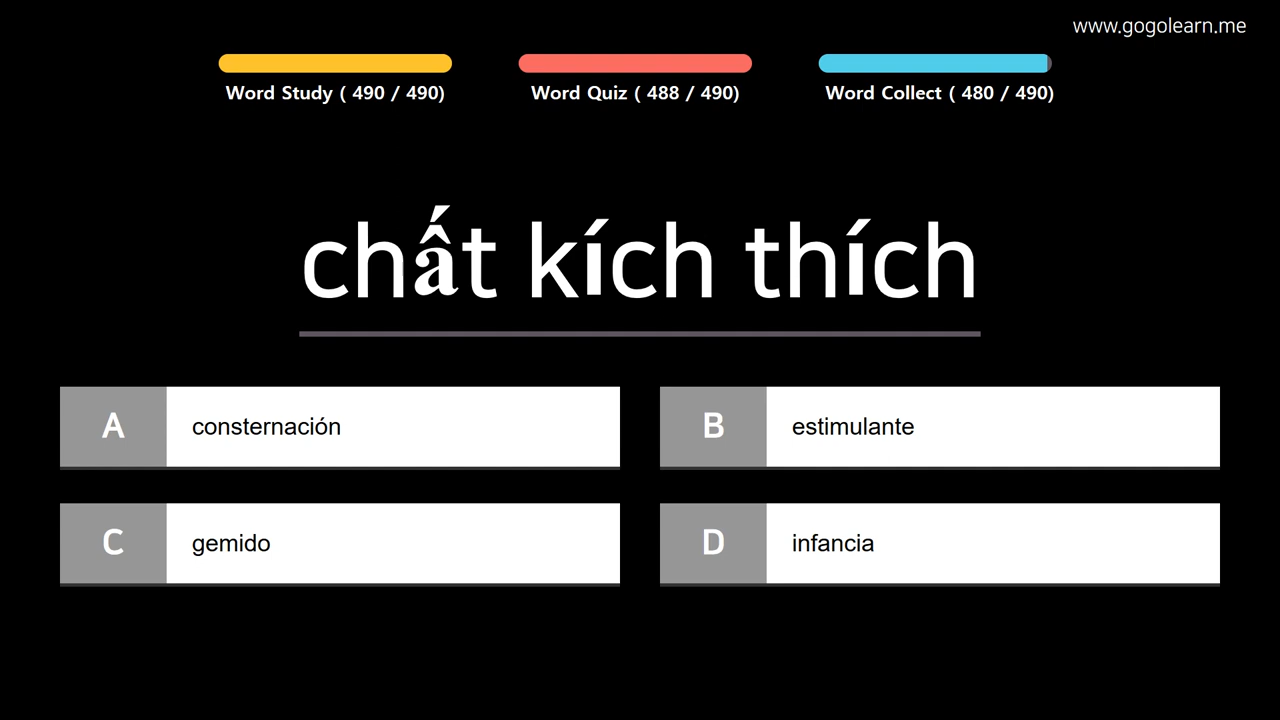 www.gogolearn.me
Word Study ( 490 / 490)
Word Quiz ( 488 / 490)
Word Collect ( 480 / 490)
chất kích thích
A consternación
B estimulante
C gemido
D infancia